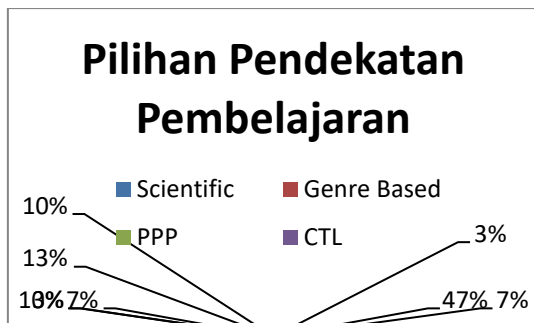 Pilihan Pendekatan
Pembelajaran
Scientific Genre Based
10%
PPP CTL 3%
13%
7% 47% 7%